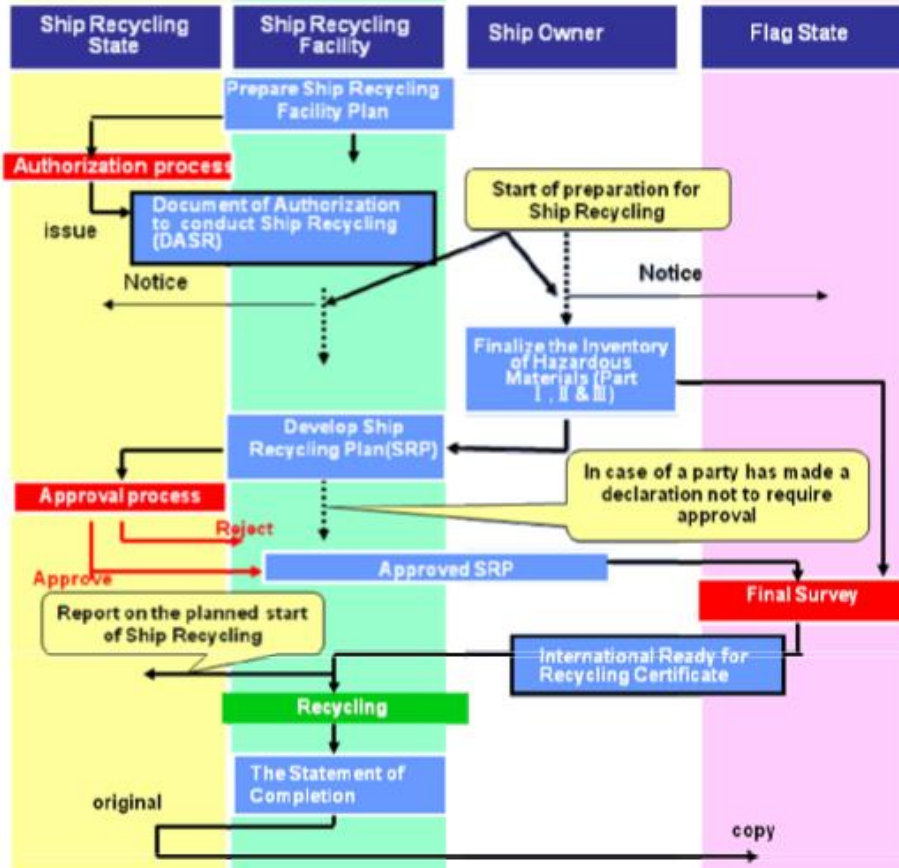 Ship Recycling
State
Ship Recycling
Facility
Ship Owner
Flag State
Prepare Ship Recycling
Facility Plan
Authorization process
Start of preparation for
Ship Recycling
Document of Authorization
to conduct Ship Recycling
(DASR)
issue
Notice
Notice
Finalize the Inventory
of Hazardous
Materials (Part
Ⅰ, Ⅱ & Ⅲ)
Develop Ship
Recycling Plan(SRP)
In case of a party has made a
declaration not to require
approval
Approval process
Reject
Approve
Approved SRP
Final Survey
Report on the planned start
of Ship Recycling
International Ready for
Recycling Certificate
Recycling
The Statement of
Completion
original
copy